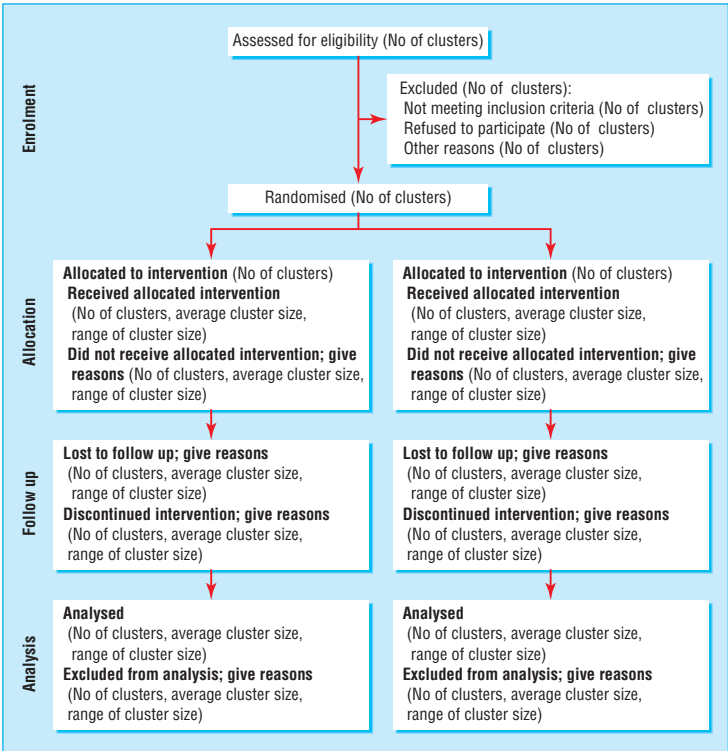 Assessed for eligibility (No of clusters)
Enrolment
Excluded (No of clusters):
Not meeting inclusion criteria (No of clusters)
Refused to participate (No of clusters)
Other reasons (No of clusters)
Randomised (No of clusters)
Allocation
Allocated to intervention (No of clusters)
Received allocated intervention
(No of clusters, average cluster size,
range of cluster size)
Did not receive allocated intervention; give
reasons (No of clusters, average cluster size,
range of cluster size)
Allocated to intervention (No of clusters)
Received allocated intervention
(No of clusters, average cluster size,
range of cluster size)
Did not receive allocated intervention; give
reasons (No of clusters, average cluster size,
range of cluster size)
Follow up
Lost to follow up; give reasons
(No of clusters, average cluster size,
range of cluster size)
Discontinued intervention; give reasons
(No of clusters, average cluster size,
range of cluster size)
Lost to follow up; give reasons
(No of clusters, average cluster size,
range of cluster size)
Discontinued intervention; give reasons
(No of clusters, average cluster size,
range of cluster size)
Analysis
Analysed
(No of clusters, average cluster size,
range of cluster size)
Excluded from analysis; give reasons
(No of clusters, average cluster size,
range of cluster size)
Analysed
(No of clusters, average cluster size,
range of cluster size)
Excluded from analysis; give reasons
(No of clusters, average cluster size,
range of cluster size)